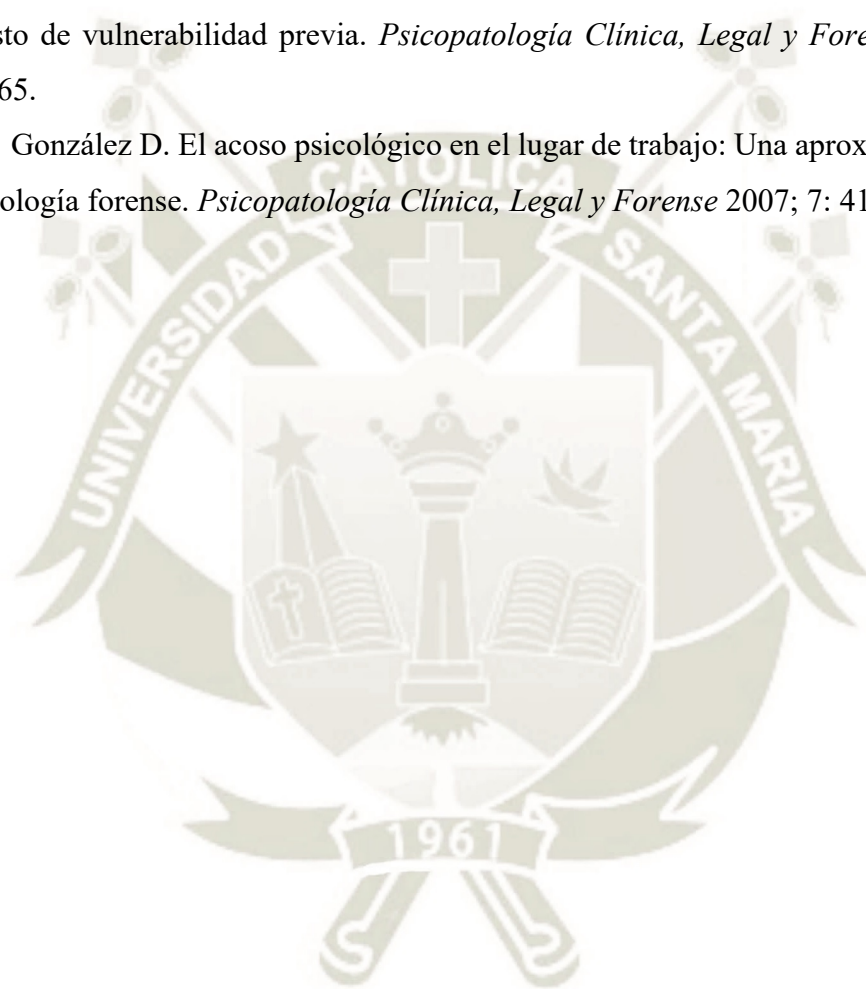 sto de vulnerabilidad previa. Psicopatología Clínica, Legal y Fore
65.
González D. El acoso psicológico en el lugar de trabajo: Una aprox
ología forense. Psicopatología Clínica, Legal y Forense 2007; 7: 41
UNIVERSIDAD CATOLICA SANTA MARIA
1961